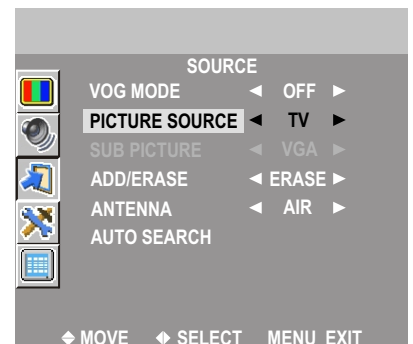 SOURCE
VOG MODE ◄ OFF ►
PICTURE SOURCE ◄ TV ►
SUB PICTURE ◄ VGA ►
ADD/ERASE ◄ ERASE ►
ANTENNA ◄ AIR ►
AUTO SEARCH
MOVE SELECT MENU EXIT